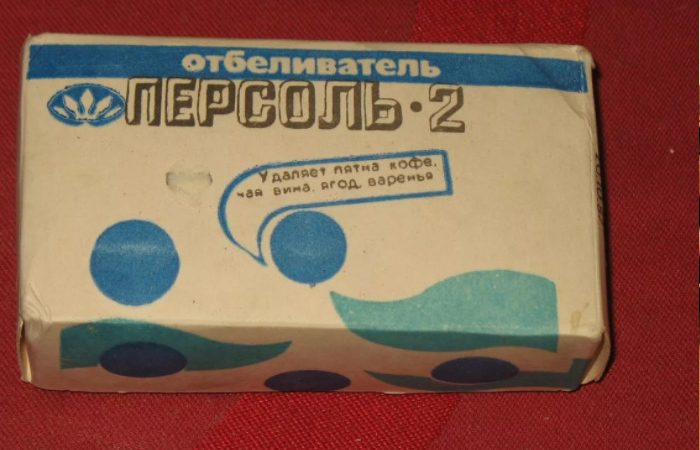 отбеливатель
ПЕРСОЛЬ·2
Удаляет пятна кофе,
чая вина, ягод, варенья